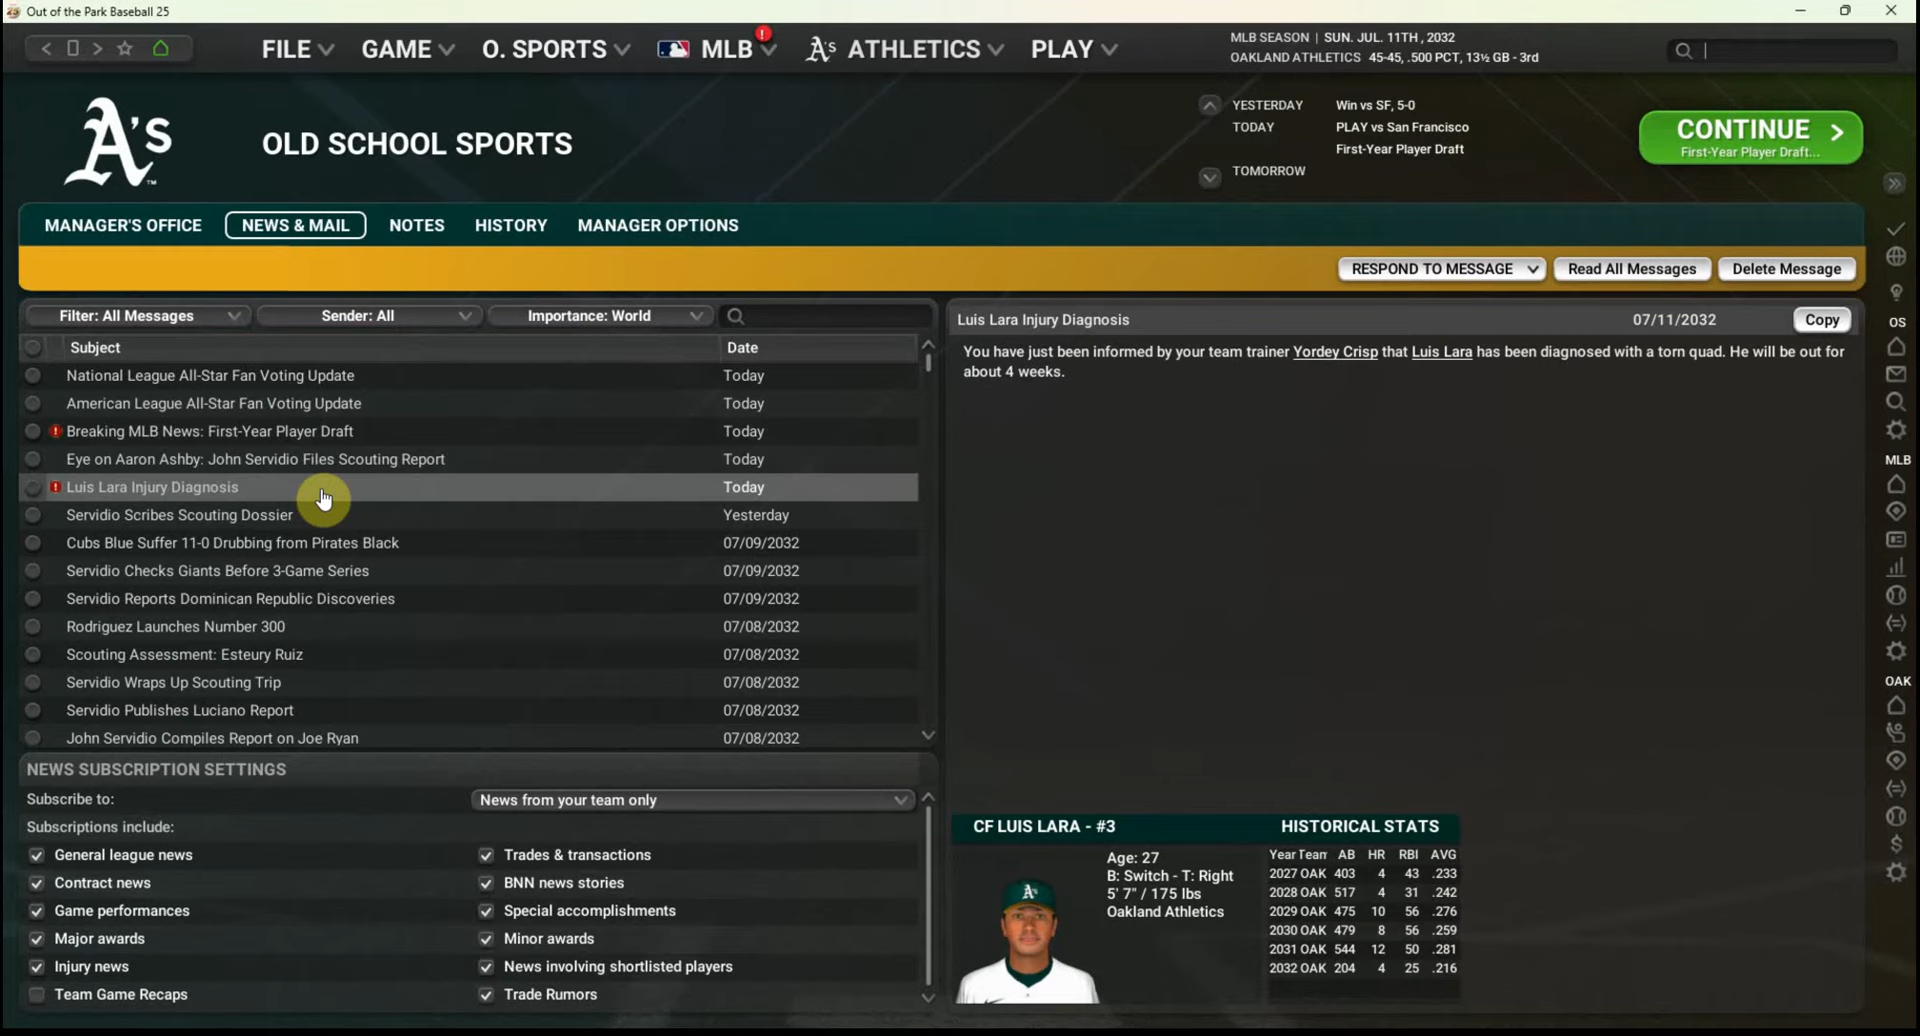 Out of the Park Baseball 25
FILE
GAME
O. SPORTS
MLB
A's ATHLETICS
PLAY
MLB SEASON | SUN. JUL. 11TH, 2032
OAKLAND ATHLETICS 45-45, .500 PCT, 13½ GB - 3rd
A's
OLD SCHOOL SPORTS
YESTERDAY Win vs SF, 5-0
TODAY PLAY vs San Francisco
First-Year Player Draft
TOMORROW
CONTINUE
First-Year Player Draft...
MANAGER'S OFFICE
NEWS & MAIL
NOTES
HISTORY
MANAGER OPTIONS
RESPOND TO MESSAGE
Read All Messages
Delete Message
Filter: All Messages
Sender: All
Importance: World
Subject Date
National League All-Star Fan Voting Update Today
American League All-Star Fan Voting Update Today
Breaking MLB News: First-Year Player Draft Today
Eye on Aaron Ashby: John Servidio Files Scouting Report Today
Luis Lara Injury Diagnosis Today
Servidio Scribes Scouting Dossier Yesterday
Cubs Blue Suffer 11-0 Drubbing from Pirates Black 07/09/2032
Servidio Checks Giants Before 3-Game Series 07/09/2032
Servidio Reports Dominican Republic Discoveries 07/09/2032
Rodriguez Launches Number 300 07/08/2032
Scouting Assessment: Esteury Ruiz 07/08/2032
Servidio Wraps Up Scouting Trip 07/08/2032
Servidio Publishes Luciano Report 07/08/2032
John Servidio Compiles Report on Joe Ryan 07/08/2032
NEWS SUBSCRIPTION SETTINGS
Subscribe to: News from your team only
Subscriptions include:
General league news Trades & transactions
Contract news BNN news stories
Game performances Special accomplishments
Major awards Minor awards
Injury news News involving shortlisted players
Team Game Recaps Trade Rumors
Luis Lara Injury Diagnosis 07/11/2032 Copy
You have just been informed by your team trainer Yordey Crisp that Luis Lara has been diagnosed with a torn quad. He will be out for
about 4 weeks.
CF LUIS LARA - #3
Age: 27
B: Switch - T: Right
5' 7" / 175 lbs
Oakland Athletics
HISTORICAL STATS
Year Team AB HR RBI AVG
2027 OAK 403 4 43 .233
2028 OAK 517 4 31 .242
2029 OAK 475 10 56 .276
2030 OAK 479 8 56 .259
2031 OAK 544 12 50 .281
2032 OAK 204 4 25 .216
OS
MLB
OAK